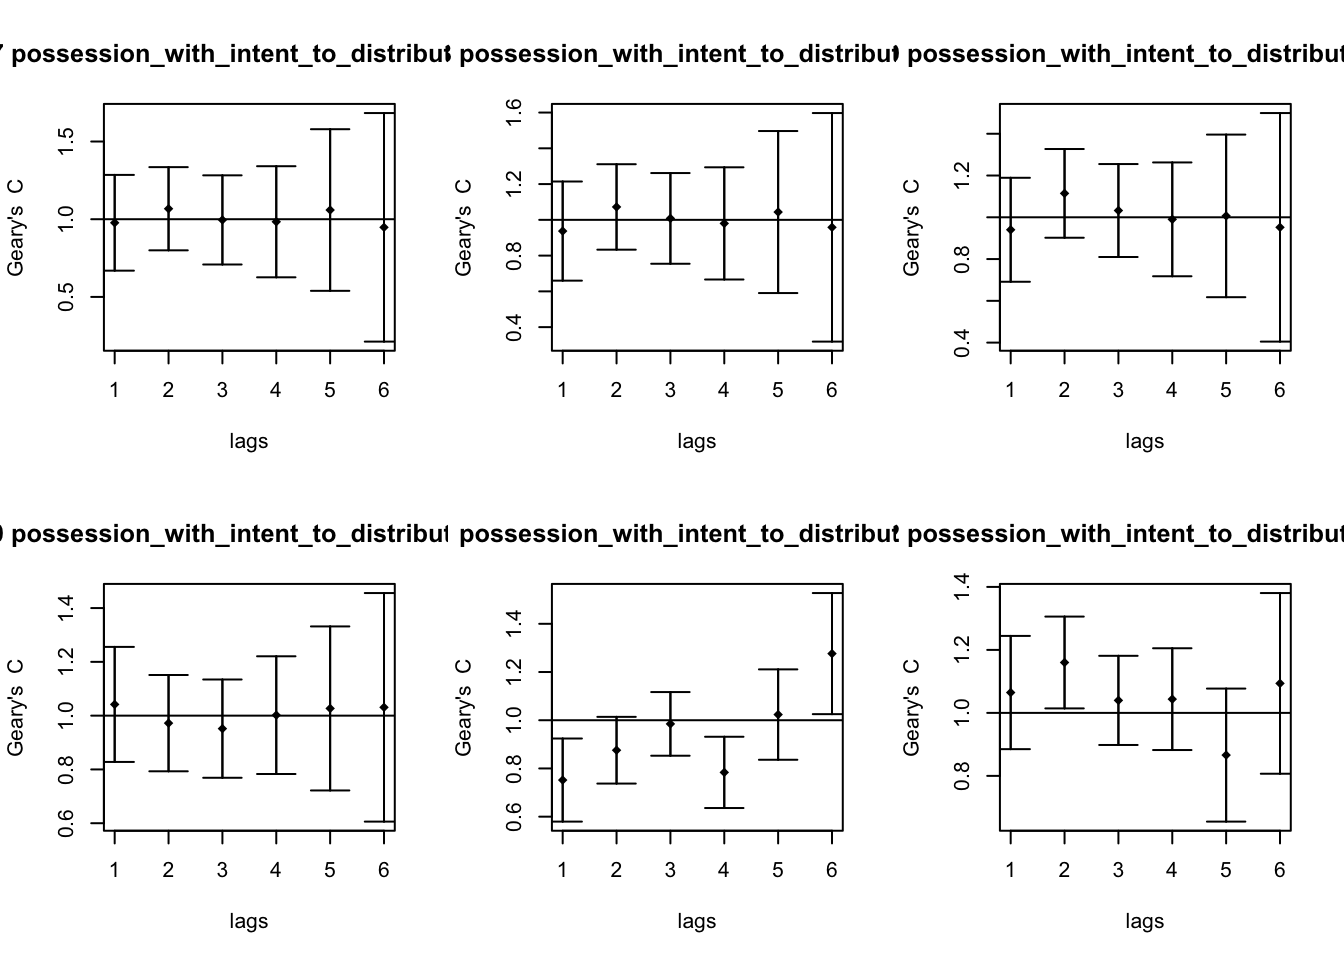 7 possession_with_intent_to_distribut
Geary's C
0.5 1.0 1.5
1 2 3 4 5 6
lags
possession_with_intent_to_distribut
Geary's C
0.4 0.8 1.2 1.6
1 2 3 4 5 6
lags
possession_with_intent_to_distribut
Geary's C
0.4 0.8 1.2
1 2 3 4 5 6
lags
0 possession_with_intent_to_distribut
Geary's C
0.6 0.8 1.0 1.2 1.4
1 2 3 4 5 6
lags
possession_with_intent_to_distribut
Geary's C
0.6 0.8 1.0 1.2 1.4
1 2 3 4 5 6
lags
possession_with_intent_to_distribut
Geary's C
0.8 1.0 1.2 1.4
1 2 3 4 5 6
lags